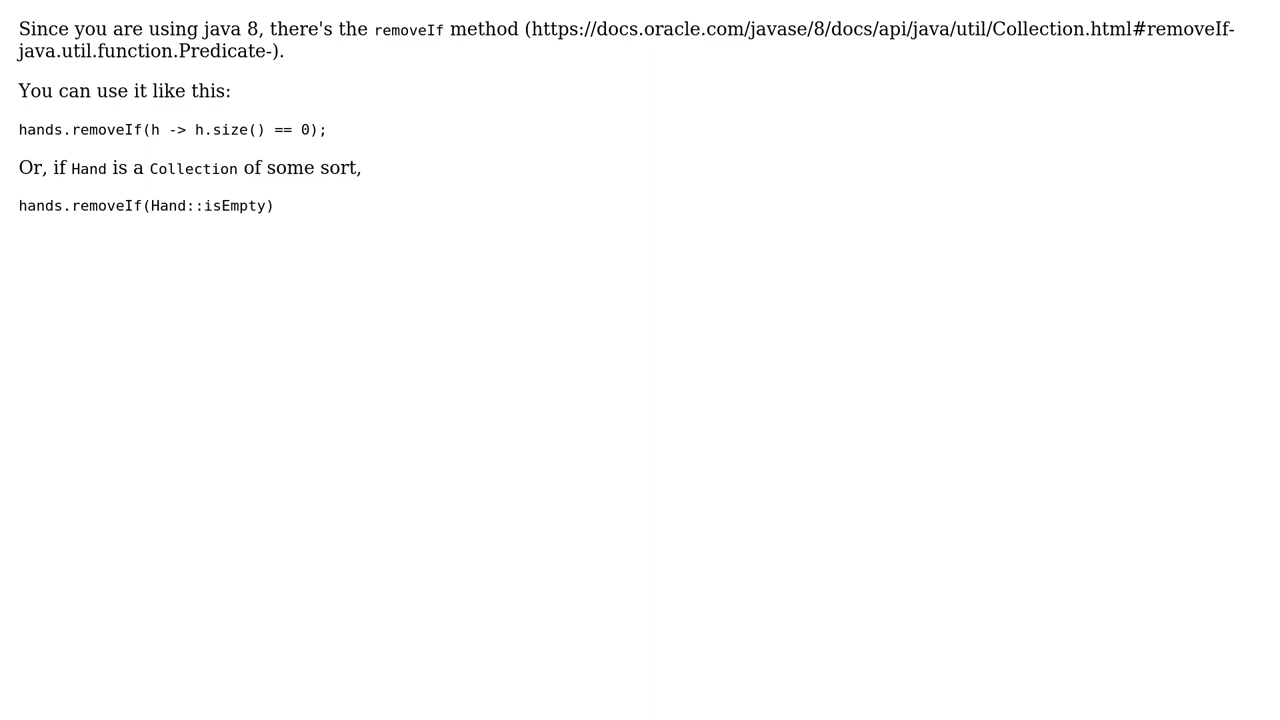 Since you are using java 8, there's the removeIf method (https://docs.oracle.com/javase/8/docs/api/java/util/Collection.html#removeIf-
java.util.function.Predicate-).
You can use it like this:
hands.removeIf(h -> h.size() == 0);
Or, if Hand is a Collection of some sort,
hands.removeIf(Hand::isEmpty)